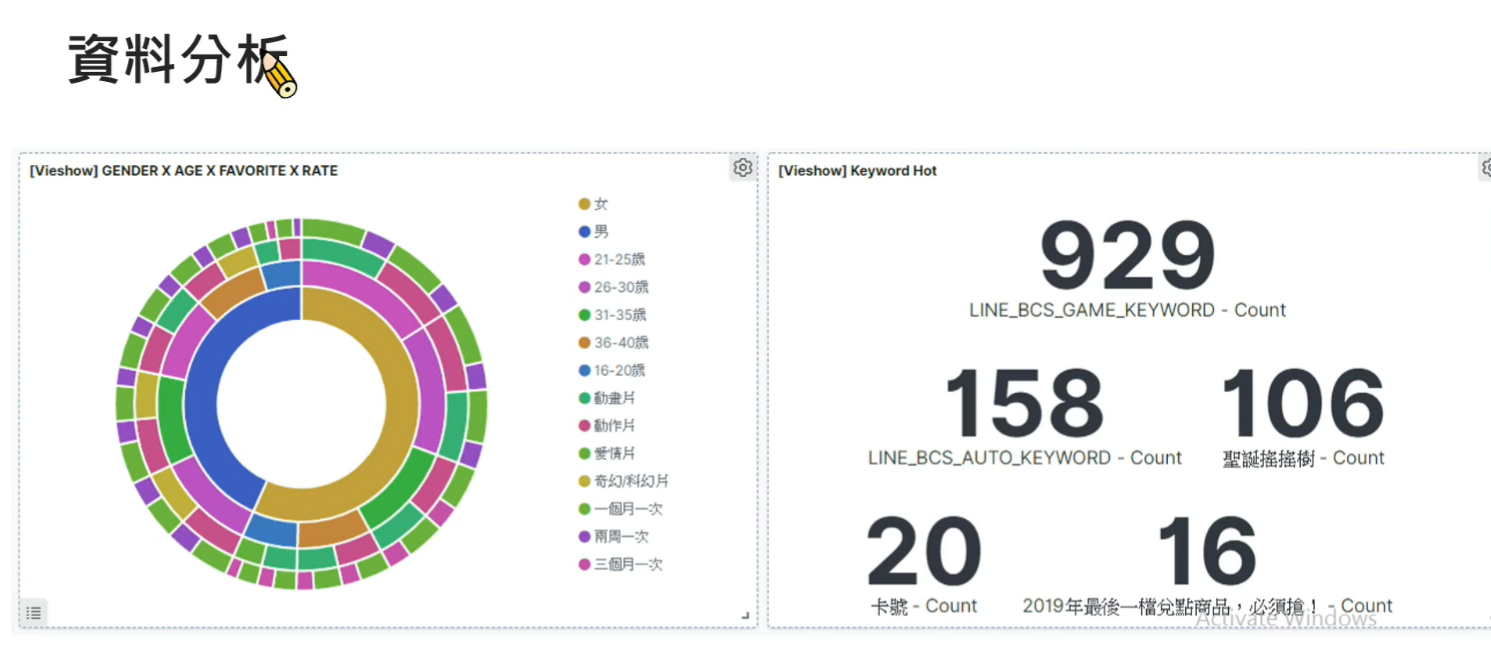 資料分析
[Vieshow] GENDER X AGE X FAVORITE X RATE
女
男
21-25歲
26-30歲
31-35歲
36-40歲
16-20歲
動畫片
動作片
愛情片
奇幻/科幻片
一個月一次
兩周一次
三個月一次
[Vieshow] Keyword Hot
929
LINE_BCS_GAME_KEYWORD - Count
158
LINE_BCS_AUTO_KEYWORD - Count
106
聖誕搖搖樹 - Count
20
卡號 - Count
16
2019年最後一檔兌點商品，必須搶！ - Count
Activate Windows